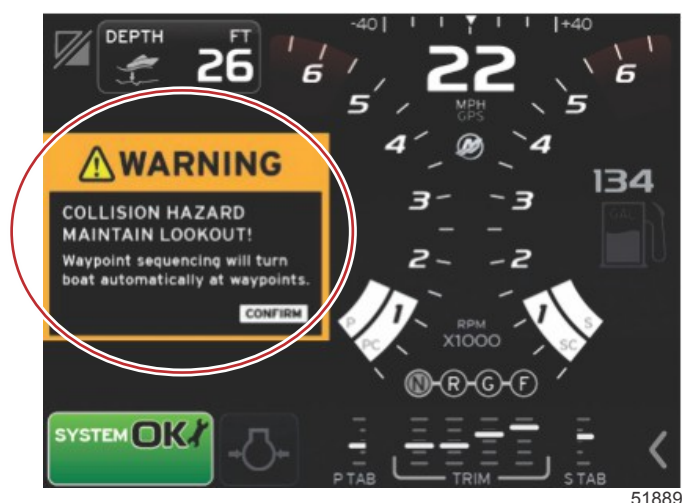 DEPTH FT
26
-40 +40
22
MPH
GPS
6 6
5 5
4 4
3 3
2 2
1 1
P PC
S SC
RPM
X1000
N R G F
134
GAL
WARNING
COLLISION HAZARD
MAINTAIN LOOKOUT!
Waypoint sequencing will turn
boat automatically at waypoints.
CONFIRM
SYSTEM OK
P TAB TRIM S TAB
51889